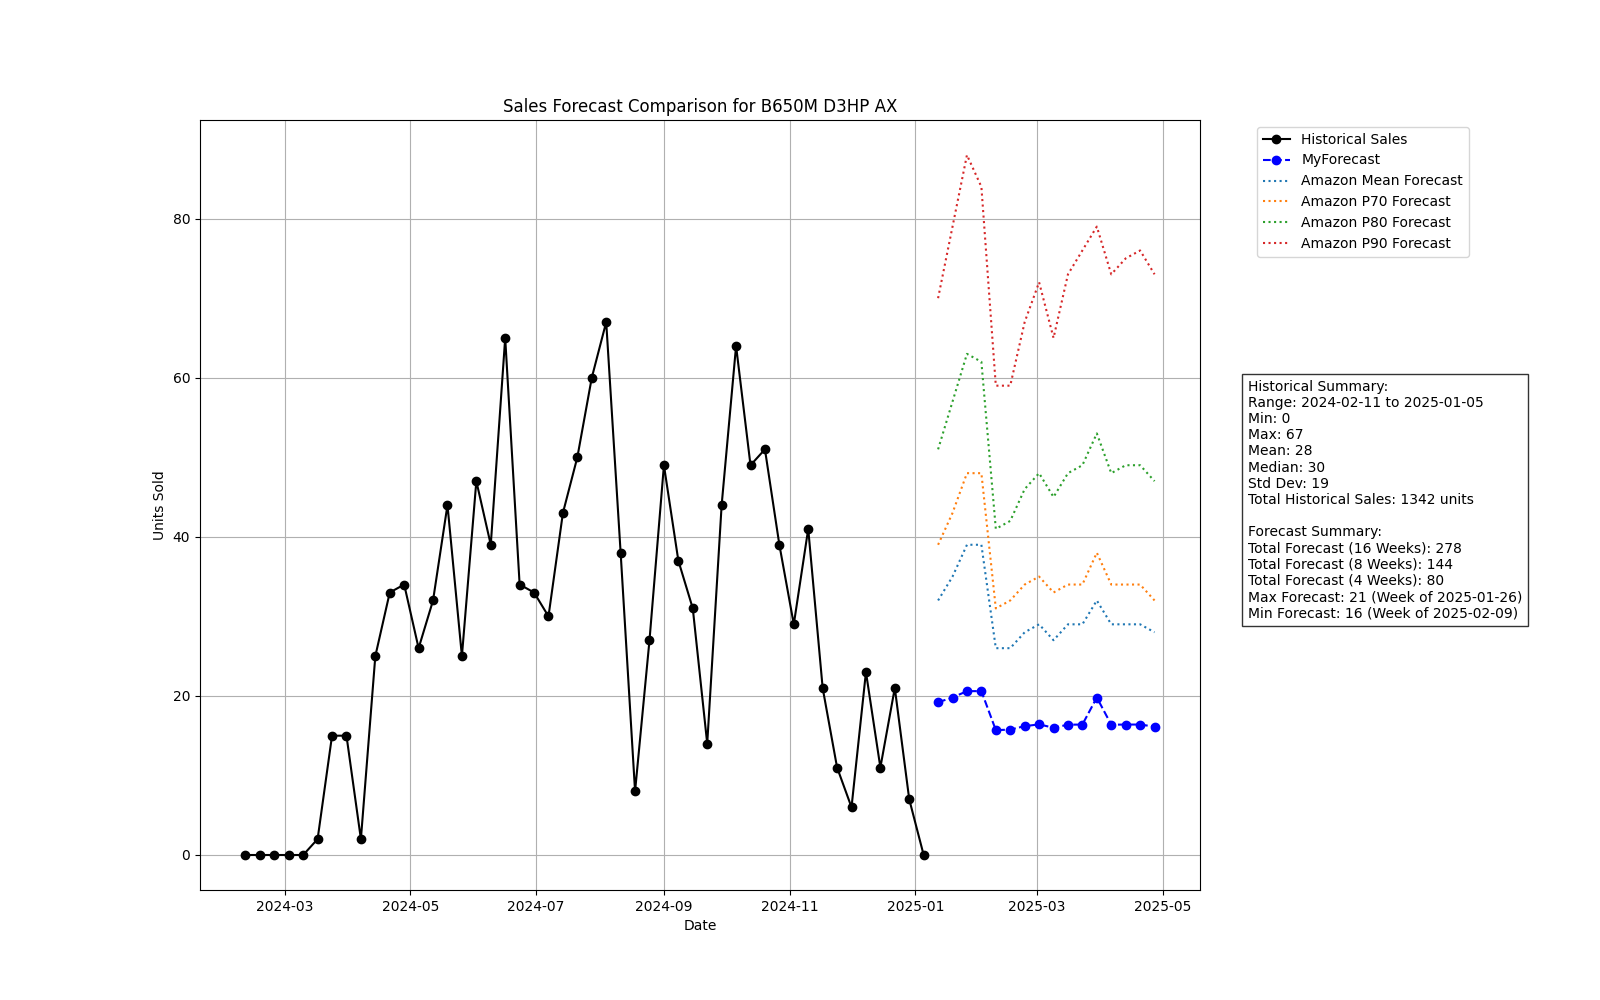 Sales Forecast Comparison for B650M D3HP AX
Historical Sales
MyForecast
Amazon Mean Forecast
Amazon P70 Forecast
Amazon P80 Forecast
Amazon P90 Forecast
80
60
40
20
0
Units Sold
2024-03
2024-05
2024-07
2024-09
2024-11
2025-01
2025-03
2025-05
Date
Historical Summary:
Range: 2024-02-11 to 2025-01-05
Min: 0
Max: 67
Mean: 28
Median: 30
Std Dev: 19
Total Historical Sales: 1342 units
Forecast Summary:
Total Forecast (16 Weeks): 278
Total Forecast (8 Weeks): 144
Total Forecast (4 Weeks): 80
Max Forecast: 21 (Week of 2025-01-26)
Min Forecast: 16 (Week of 2025-02-09)